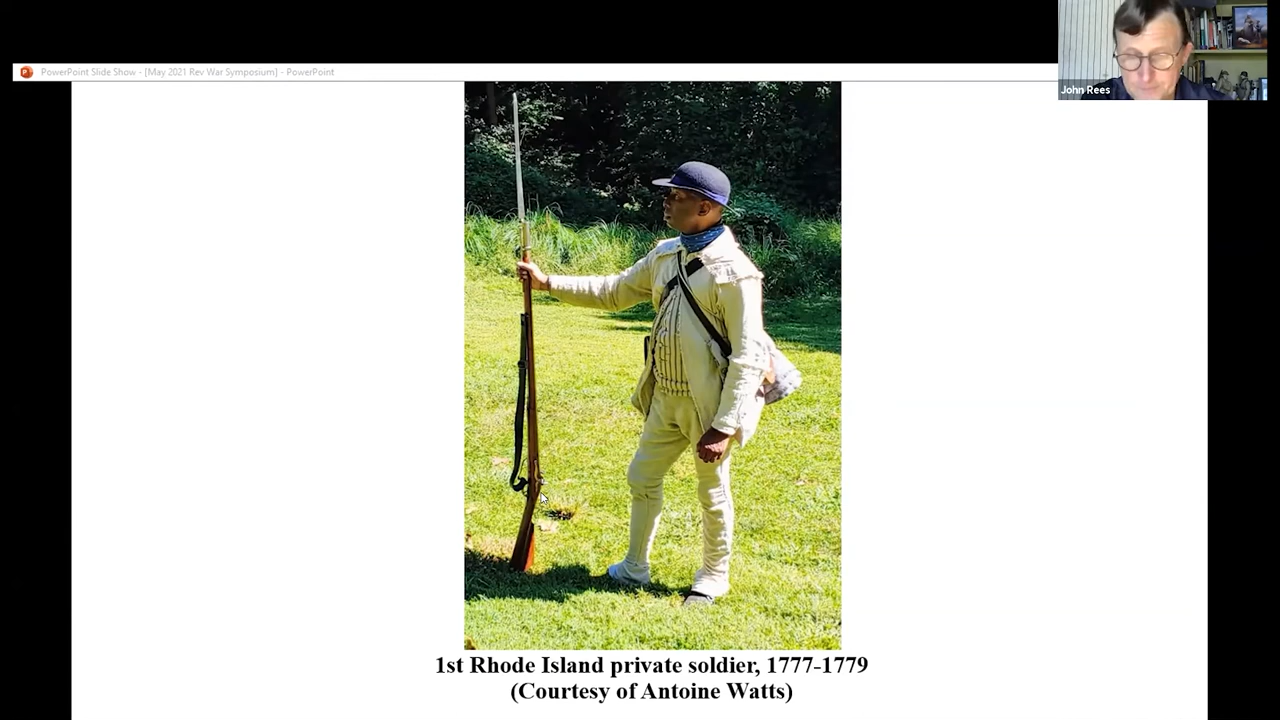 John Rees
PowerPoint Slide Show - [May 2021 Rev War Symposium] - PowerPoint
1st Rhode Island private soldier, 1777-1779
(Courtesy of Antoine Watts)